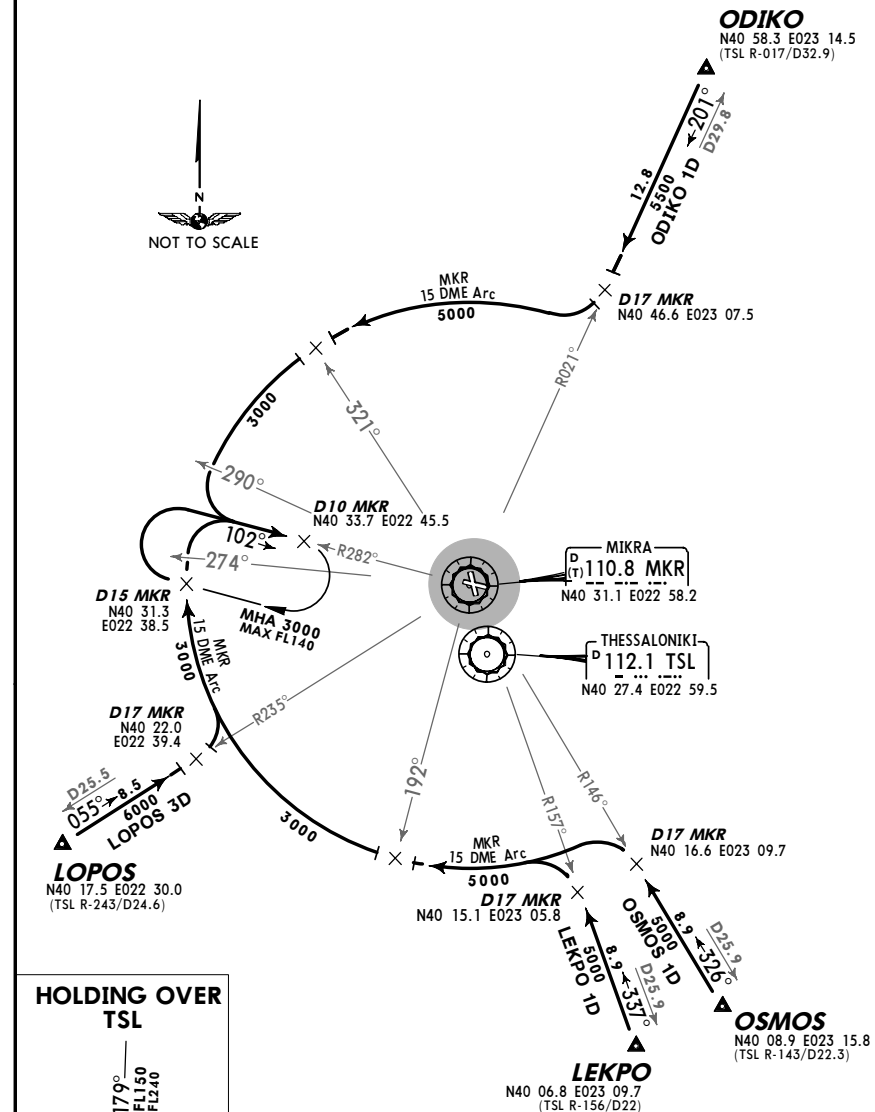 ODIKO
N40 58.3 E023 14.5
(TSL R-017/D32.9)
201°
D29.8
12.8
5500
ODIKO 1D
N
NOT TO SCALE
MKR
15 DME Arc
5000
D17 MKR
N40 46.6 E023 07.5
R021°
321°
3000
290°
D10 MKR
N40 33.7 E022 45.5
102°
R282°
274°
MIKRA
D
(T) 110.8 MKR
N40 31.1 E022 58.2
D15 MKR
N40 31.3
E022 38.5
MHA 3000
MAX FL140
MKR
15 DME Arc
3000
THESSALONIKI
D 112.1 TSL
N40 27.4 E022 59.5
D17 MKR
N40 22.0
E022 39.4
R235°
192°
D25.5
055°
8.5
6000
LOPOS 3D
3000
R157°
R146°
LOPOS
N40 17.5 E022 30.0
(TSL R-243/D24.6)
MKR
15 DME Arc
5000
D17 MKR
N40 16.6 E023 09.7
D17 MKR
N40 15.1 E023 05.8
8.9
337°
5000
LEKPO 1D
D25.9
8.9
326°
5000
OSMOS 1D
D25.9
OSMOS
N40 08.9 E023 15.8
(TSL R-143/D22.3)
LEKPO
N40 06.8 E023 09.7
(TSL R-156/D22)
HOLDING OVER
TSL
179°
FL150
FL240